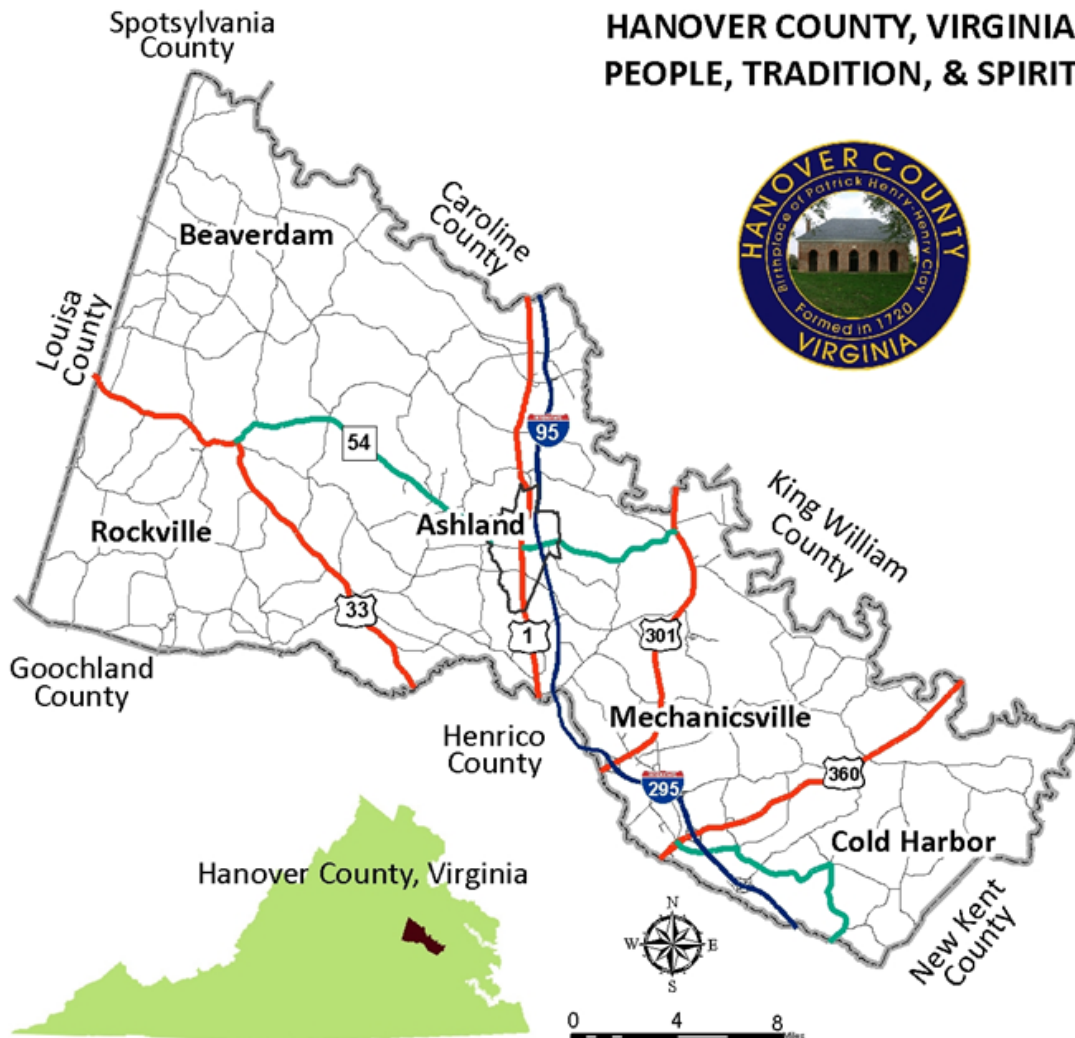 HANOVER COUNTY, VIRGINIA
PEOPLE, TRADITION, & SPIRIT
Spotsylvania
County
HANOVER COUNTY
Birthplace of Patrick Henry·Henry Clay
Formed in 1720
VIRGINIA
Caroline
County
Beaverdam
Louisa
County
95
54
King William
County
Ashland
Rockville
33
1
301
Goochland
County
Mechanicsville
Henrico
County
360
295
Cold Harbor
Hanover County, Virginia
New Kent
County
N
W
E
S
0 4 8
Miles